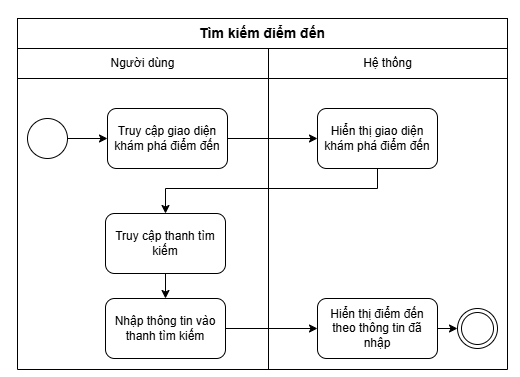 Tìm kiếm điểm đến
Người dùng
Hệ thống
Truy cập giao diện
khám phá điểm đến
Hiển thị giao diện
khám phá điểm đến
Truy cập thanh tìm
kiếm
Nhập thông tin vào
thanh tìm kiếm
Hiển thị điểm đến
theo thông tin đã
nhập